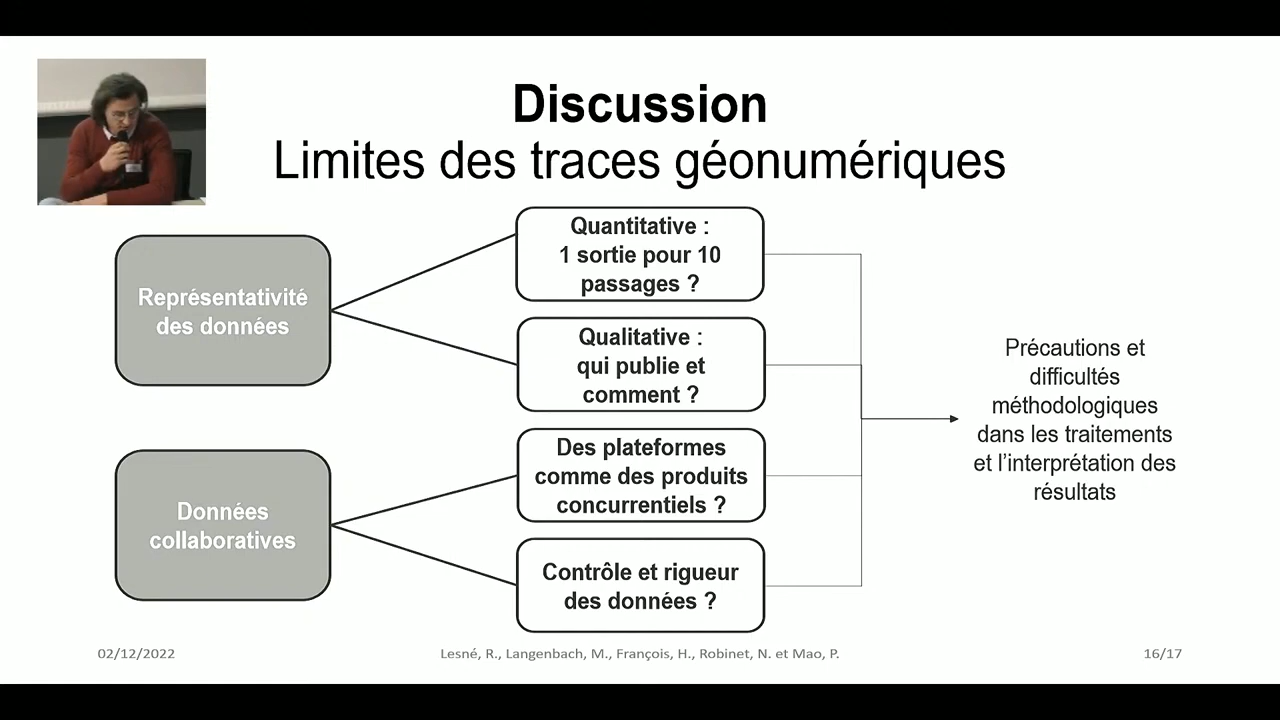 Discussion
Limites des traces géonumériques
Représentativité
des données
Quantitative :
1 sortie pour 10
passages ?
Qualitative :
qui publie et
comment ?
Données
collaboratives
Des plateformes
comme des produits
concurrentiels ?
Contrôle et rigueur
des données ?
Précautions et
difficultés
méthodologiques
dans les traitements
et l’interprétation des
résultats
02/12/2022
Lesné, R., Langenbach, M., François, H., Robinet, N. et Mao, P.
16/17